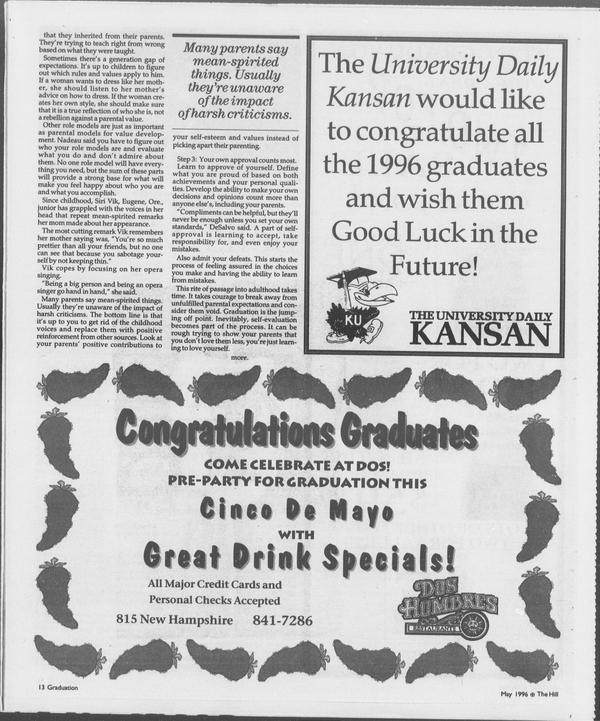 that they inherited from their parents.
They're trying to teach right from wrong
based on what they were taught.
Sometimes there's a generation gap of
expectations. It's up to children to figure
out which rules and values apply to him.
If a woman wants to dress like her moth-
er, she should listen to her mother's
advice on how to dress. If the woman cre-
ates her own style, she should make sure
that it is a true reflection of who she is, not
a rebellion against a parental value.
Other role models are just as important
as parental models for value develop-
ment. Nadeau said you have to figure out
who your role models are and evaluate
what you do and don't admire about
them. No one role model will have every-
thing you need, but the sum of these parts
will provide a strong base for what will
make you feel happy about who you are
and what you accomplish.
Since childhood, Siri Vik, Eugene, Ore.,
junior has grappled with the voices in her
head that repeat mean-spirited remarks
her mom made about her appearance.
The most cutting remark Vik remembers
her mother saying was, "You're so much
prettier than all your friends, but no one
can see that because you sabotage your-
self by not keeping thin."
Vik copes by focusing on her opera
singing.
"Being a big person and being an opera
singer go hand in hand," she said.
Many parents say mean-spirited things.
Usually they're unaware of the impact of
harsh criticisms. The bottom line is that
it's up to you to get rid of the childhood
voices and replace them with positive
reinforcement from other sources. Look at
your parents' positive contributions to
Many parents say
mean-spirited
things. Usually
they're unaware
of the impact
of harsh criticisms.
your self-esteem and values instead of
picking apart their parenting.
Step 3: Your own approval counts most.
Learn to approve of yourself. Define
what you are proud of based on both
achievements and your personal quali-
ties. Develop the ability to make your own
decisions and opinions count more than
anyone else's, including your parents.
"Compliments can be helpful, but they'll
never be enough unless you set your own
standards," DeSalvo said. A part of self-
approval is learning to accept, take
responsibility for, and even enjoy your
mistakes.
Also admit your defeats. This starts the
process of feeling assured in the choices
you make and having the ability to learn
from mistakes.
This rite of passage into adulthood takes
time. It takes courage to break away from
unfulfilled parental expectations and con-
sider them void. Graduation is the jump-
ing off point. Inevitably, self-evaluation
becomes part of the process. It can be
rough trying to show your parents that
you don't love them less, you're just learn-
ing to love yourself.
more.
The University Daily
Kansan would like
to congratulate all
the 1996 graduates
and wish them
Good Luck in the
Future!
KU
THE UNIVERSITY DAILY
KANSAN
Congratulations Graduates
COME CELEBRATE AT DOS!
PRE-PARTY FOR GRADUATION THIS
Cinco De Mayo
WITH
Great Drink Specials!
All Major Credit Cards and
Personal Checks Accepted
815 New Hampshire 841-7286
DOS
HOMBRES
RESTAURANTE
13 Graduation
May 1996 ⊕ The Hill